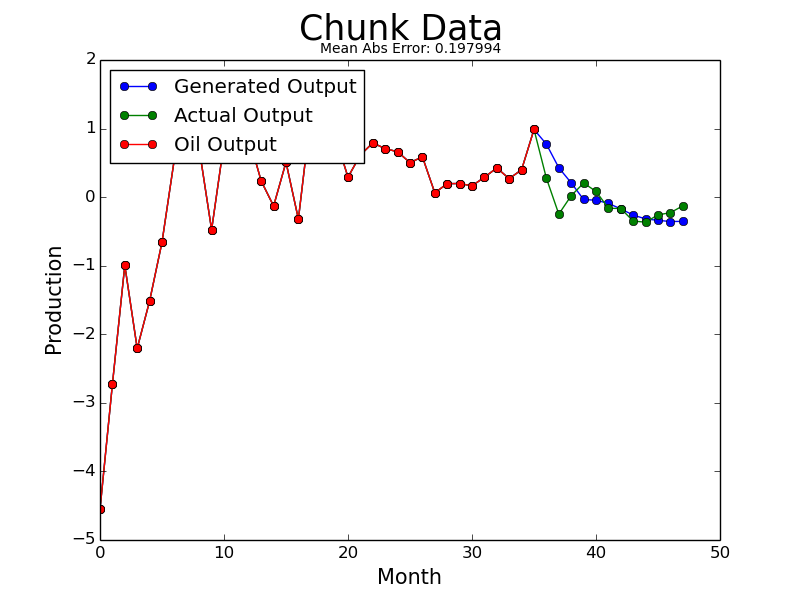 Chunk Data
Mean Abs Error: 0.197994
Generated Output
Actual Output
Oil Output
2
1
0
−1
−2
−3
−4
−5
Production
0 10 20 30 40 50
Month